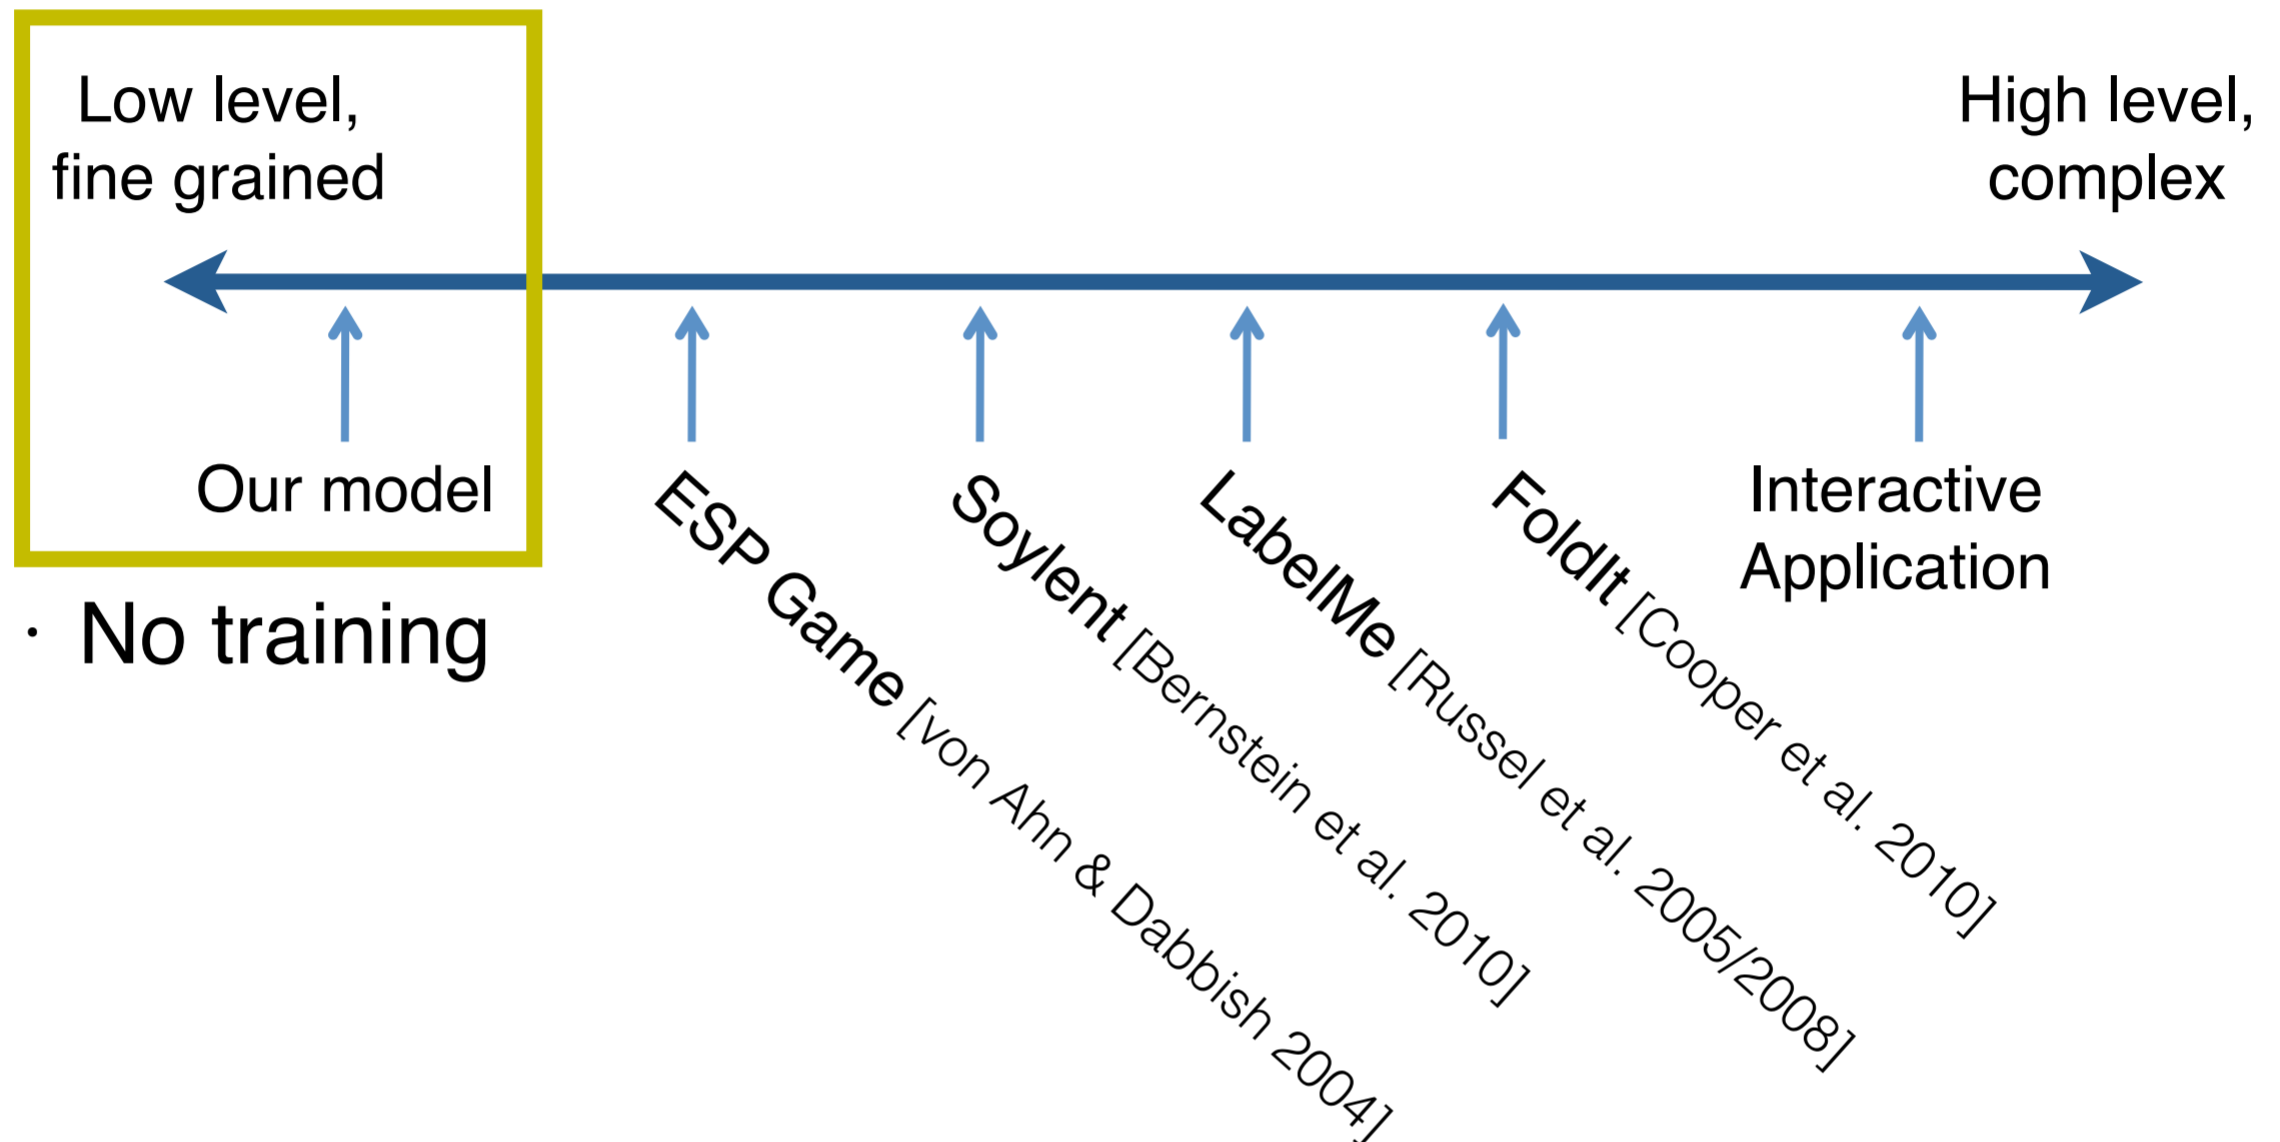 Low level,
fine grained
High level,
complex
Our model
ESP Game [von Ahn & Dabbish 2004]
Soylent [Bernstein et al. 2010]
LabelMe [Russel et al. 2005/2008]
FoldIt [Cooper et al. 2010]
Interactive
Application
· No training